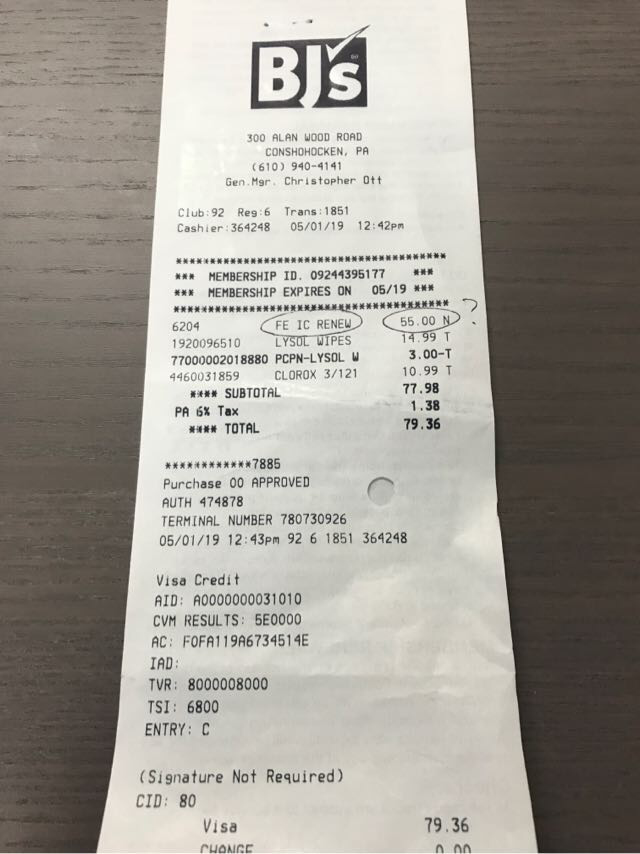 BJ's
300 ALAN WOOD ROAD
CONSHOHOCKEN, PA
(610) 940-4141
Gen.Mgr. Christopher Ott
Club:92 Reg:6 Trans:1851
Cashier:364248 05/01/19 12:42pm
****************************************
*** MEMBERSHIP ID. 09244395177 ***
*** MEMBERSHIP EXPIRES ON 05/19 ***
****************************************
?
6204 FE IC RENEW 55.00 N
1920096510 LYSOL WIPES 14.99 T
77000002018880 PCPN-LYSOL W 3.00-T
4460031859 CLOROX 3/121 10.99 T
**** SUBTOTAL 77.98
PA 6% Tax 1.38
**** TOTAL 79.36
************7885
Purchase 00 APPROVED
AUTH 474878
TERMINAL NUMBER 780730926
05/01/19 12:43pm 92 6 1851 364248
Visa Credit
AID: A0000000031010
CVM RESULTS: 5E0000
AC: F0FA119A6734514E
IAD:
TVR: 8000008000
TSI: 6800
ENTRY: C
(Signature Not Required)
CID: 80
Visa 79.36
CHANGE 0.00